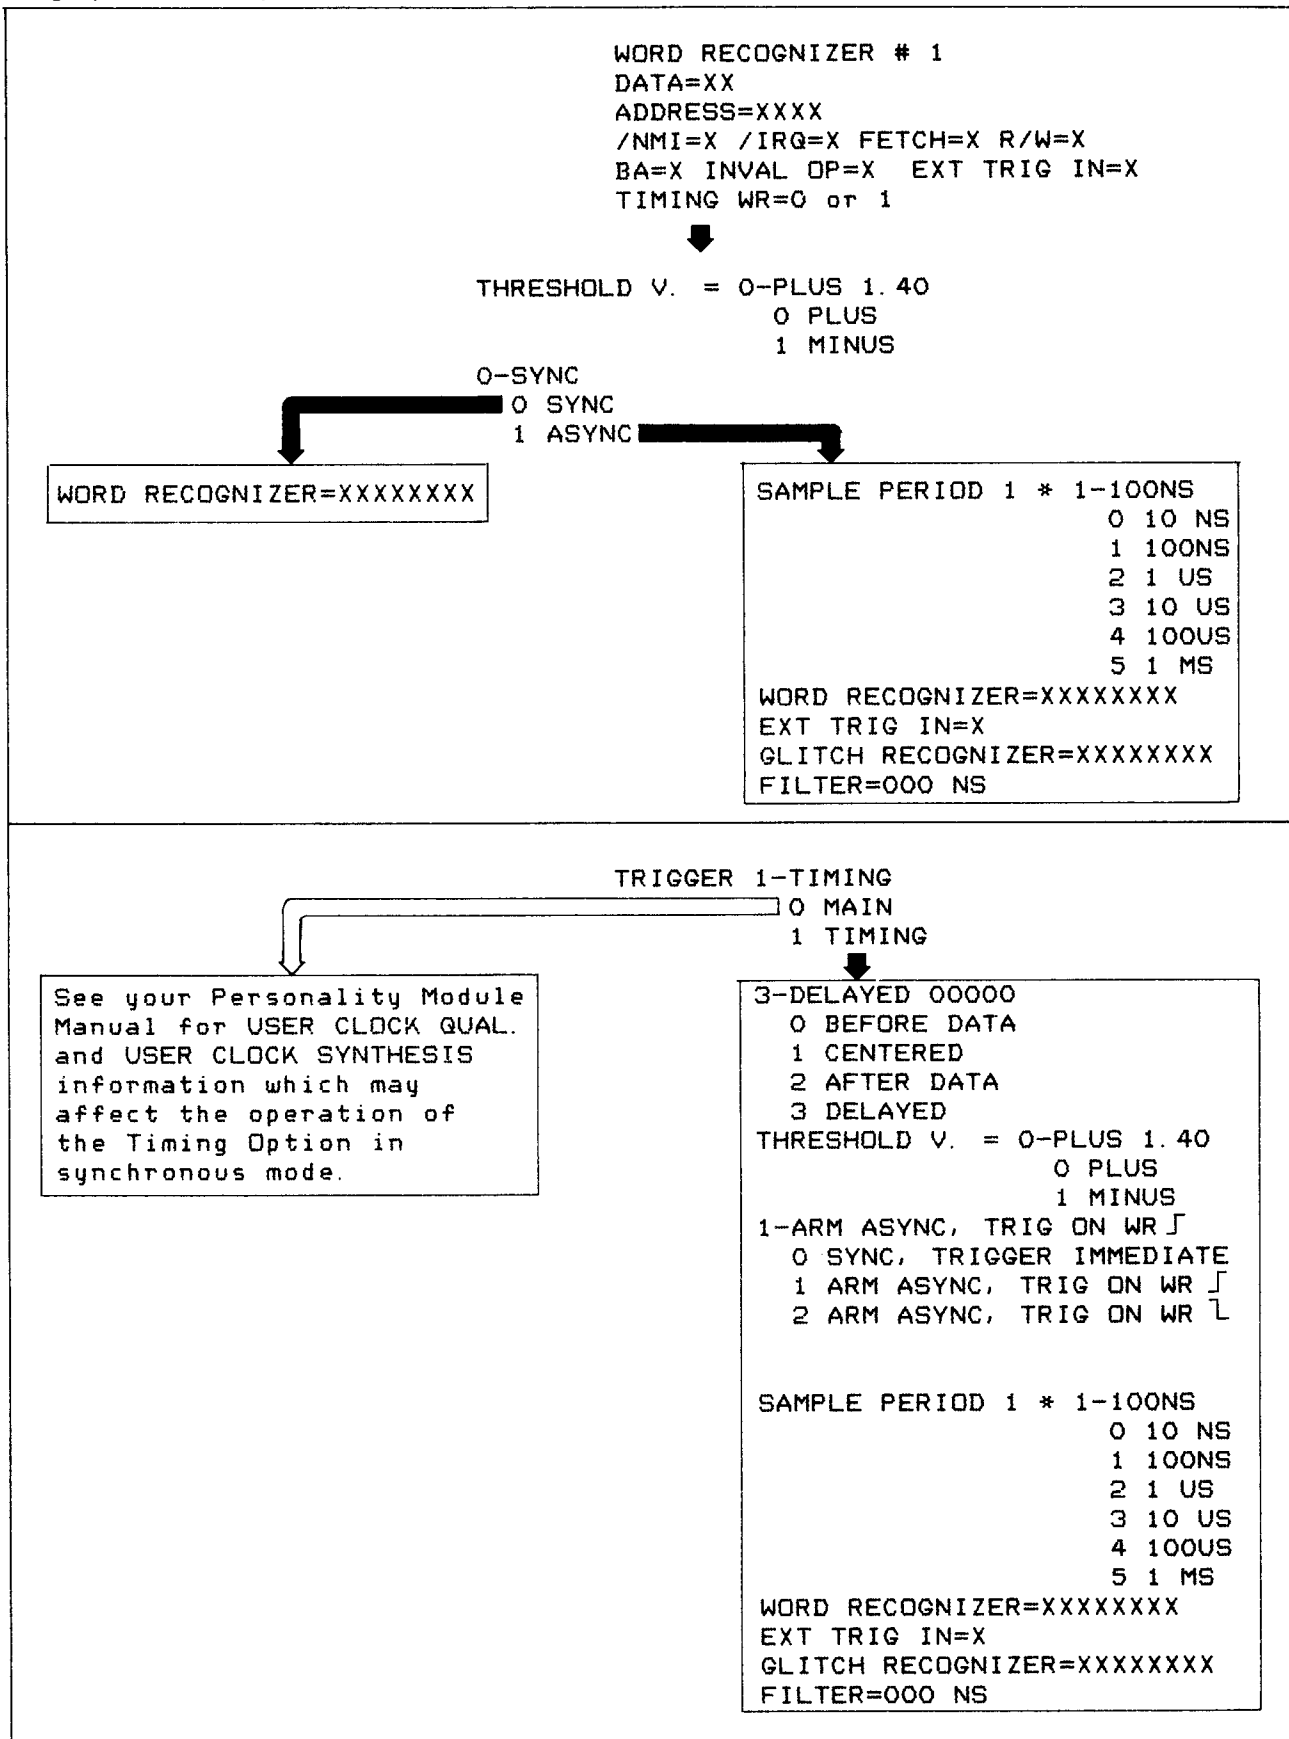 WORD RECOGNIZER # 1
DATA=XX
ADDRESS=XXXX
/NMI=X /IRQ=X FETCH=X R/W=X
BA=X INVAL OP=X EXT TRIG IN=X
TIMING WR=0 or 1
THRESHOLD V. = 0-PLUS 1.40
0 PLUS
1 MINUS
0-SYNC
0 SYNC
1 ASYNC
WORD RECOGNIZER=XXXXXXXX
SAMPLE PERIOD 1 * 1-100NS
0 10 NS
1 100NS
2 1 US
3 10 US
4 100US
5 1 MS
WORD RECOGNIZER=XXXXXXXX
EXT TRIG IN=X
GLITCH RECOGNIZER=XXXXXXXX
FILTER=000 NS
TRIGGER 1-TIMING
0 MAIN
1 TIMING
See your Personality Module
Manual for USER CLOCK QUAL.
and USER CLOCK SYNTHESIS
information which may
affect the operation of
the Timing Option in
synchronous mode.
3-DELAYED 00000
0 BEFORE DATA
1 CENTERED
2 AFTER DATA
3 DELAYED
THRESHOLD V. = 0-PLUS 1.40
0 PLUS
1 MINUS
1-ARM ASYNC, TRIG ON WR
0 SYNC, TRIGGER IMMEDIATE
1 ARM ASYNC, TRIG ON WR
2 ARM ASYNC, TRIG ON WR
SAMPLE PERIOD 1 * 1-100NS
0 10 NS
1 100NS
2 1 US
3 10 US
4 100US
5 1 MS
WORD RECOGNIZER=XXXXXXXX
EXT TRIG IN=X
GLITCH RECOGNIZER=XXXXXXXX
FILTER=000 NS